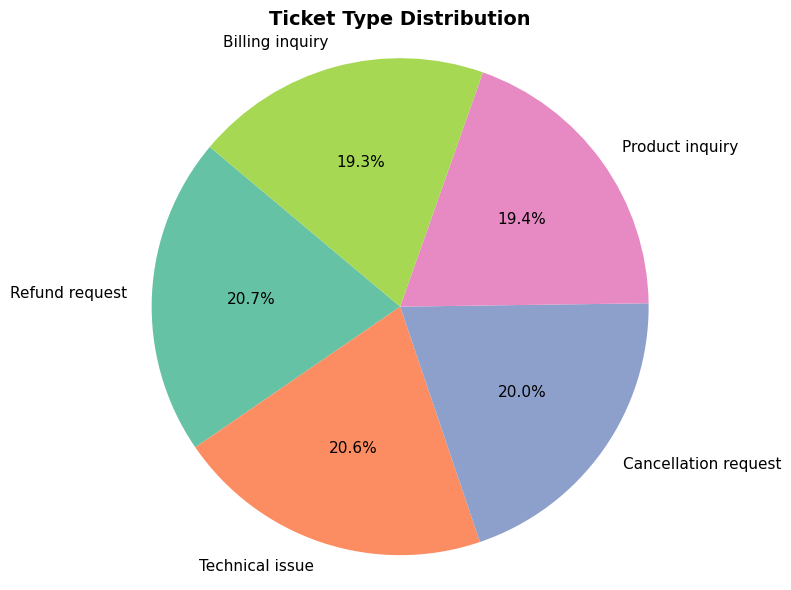 Ticket Type Distribution
Billing inquiry
Product inquiry
19.3%
19.4%
Refund request
20.7%
20.0%
20.6%
Cancellation request
Technical issue